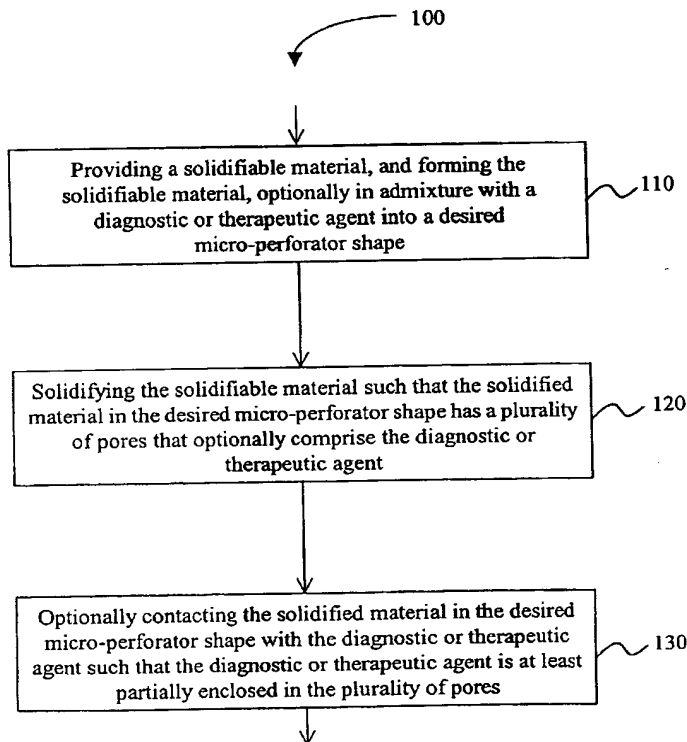 100
Providing a solidifiable material, and forming the
solidifiable material, optionally in admixture with a
diagnostic or therapeutic agent into a desired
micro-perforator shape
110
Solidifying the solidifiable material such that the solidified
material in the desired micro-perforator shape has a plurality
of pores that optionally comprise the diagnostic or
therapeutic agent
120
Optionally contacting the solidified material in the desired
micro-perforator shape with the diagnostic or therapeutic
agent such that the diagnostic or therapeutic agent is at least
partially enclosed in the plurality of pores
130